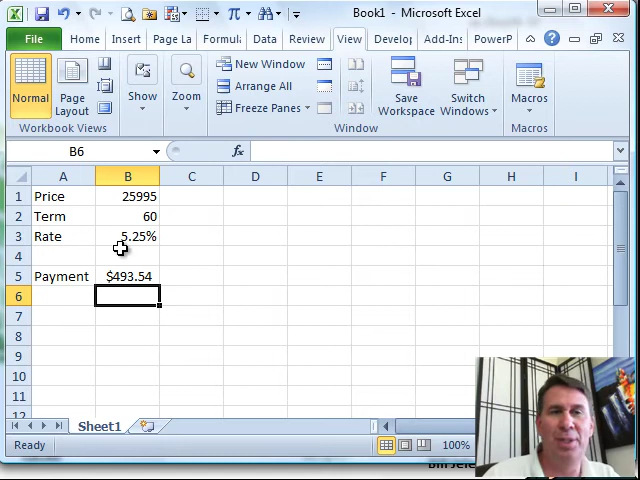 Book1 - Microsoft Excel
File Home Insert Page La Formula Data Review View Develop Add-Ins PowerP
Normal
Page Layout
Workbook Views
Show
Zoom
New Window
Arrange All
Freeze Panes
Save Workspace
Switch Windows
Window
Macros
Macros
B6 fx
A B C D E F G H I
1 Price 25995
2 Term 60
3 Rate 5.25%
4
5 Payment $493.54
6
7
8
9
10
11
12
Sheet1
Ready 100%